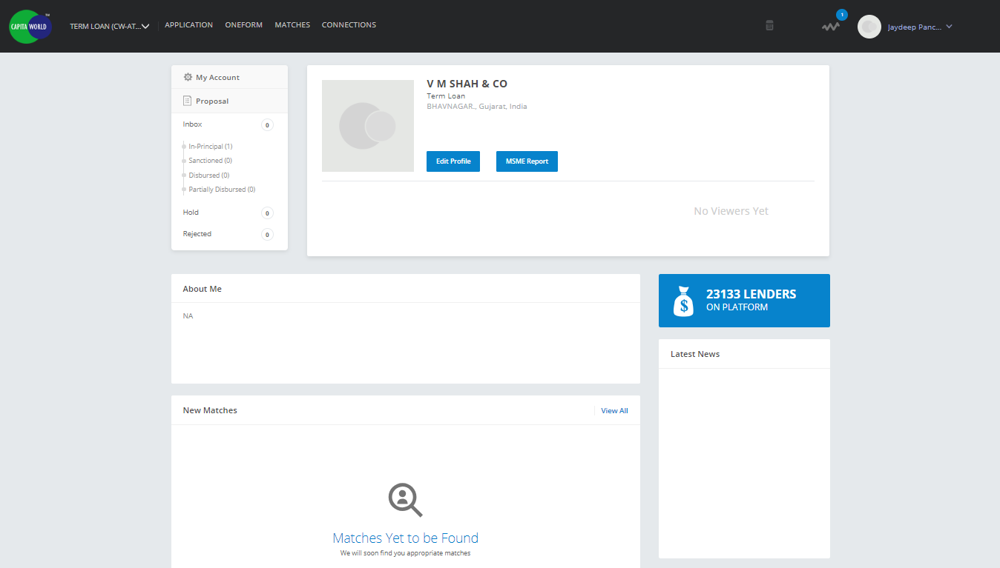 CAPITA WORLD TM
TERM LOAN (CW-AT...
APPLICATION
ONEFORM
MATCHES
CONNECTIONS
1
Jaydeep Panc...
My Account
Proposal
Inbox 0
In-Principal (1)
Sanctioned (0)
Disbursed (0)
Partially Disbursed (0)
Hold 0
Rejected 0
V M SHAH & CO
Term Loan
BHAVNAGAR., Gujarat, India
Edit Profile
MSME Report
No Viewers Yet
About Me
NA
23133 LENDERS
ON PLATFORM
Latest News
New Matches
View All
Matches Yet to be Found
We will soon find you appropriate matches